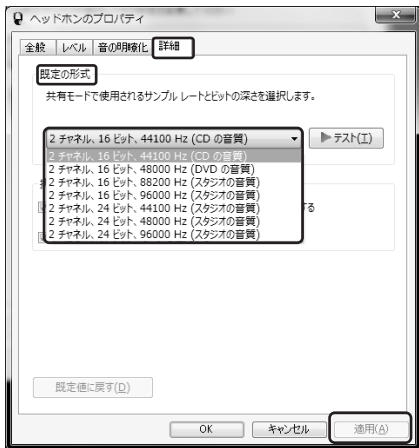 ヘッドホンのプロパティ
全般 レベル 音の明瞭化 詳細
既定の形式
共有モードで使用されるサンプル レートとビットの深さを選択します。
2 チャネル、16 ビット、44100 Hz (CD の音質) テスト(T)
2 チャネル、16 ビット、44100 Hz (CD の音質)
2 チャネル、16 ビット、48000 Hz (DVD の音質)
2 チャネル、16 ビット、88200 Hz (スタジオの音質)
2 チャネル、16 ビット、96000 Hz (スタジオの音質)
2 チャネル、24 ビット、44100 Hz (スタジオの音質) る
2 チャネル、24 ビット、48000 Hz (スタジオの音質)
2 チャネル、24 ビット、96000 Hz (スタジオの音質)
既定値に戻す(D)
OK キャンセル 適用(A)